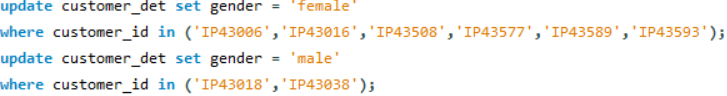 update customer_det set gender = 'female'
where customer_id in ('IP43006','IP43016','IP43508','IP43577','IP43589','IP43593');
update customer_det set gender = 'male'
where customer_id in ('IP43018','IP43038');